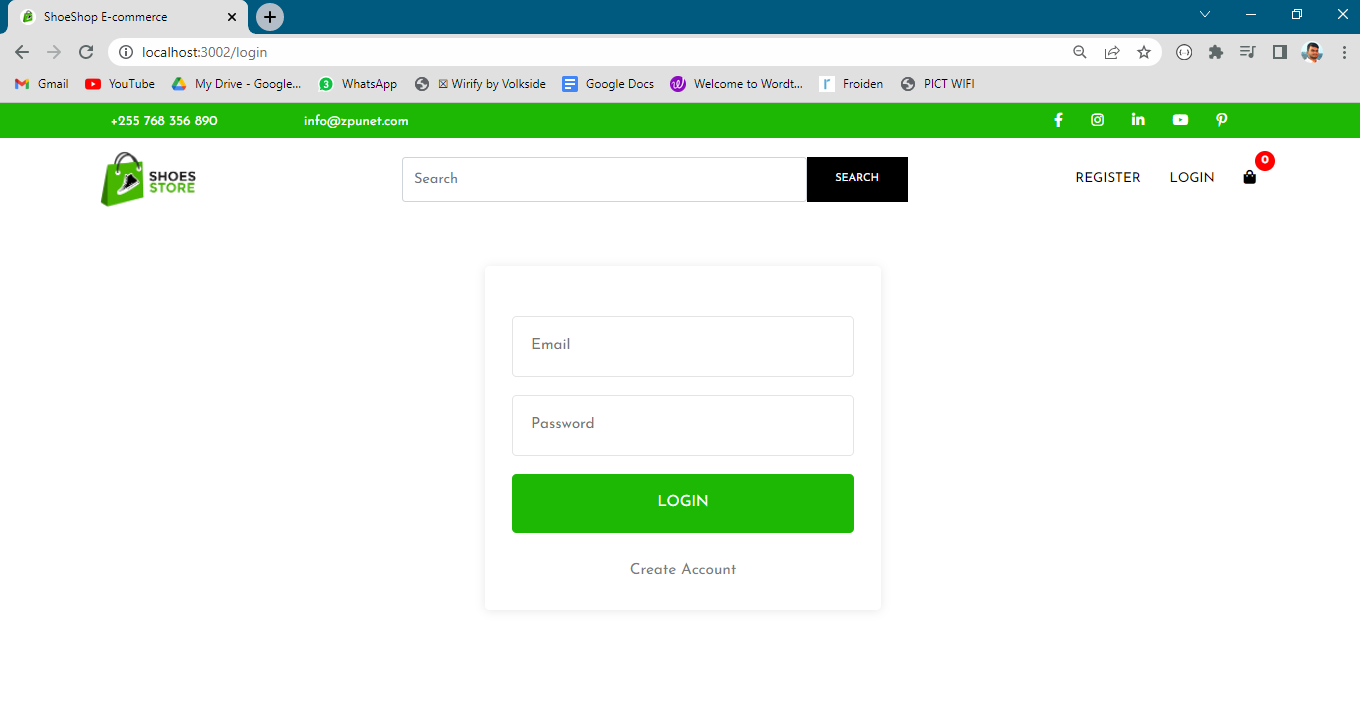 ShoeShop E-commerce
localhost:3002/login
Gmail YouTube My Drive - Google... 3 WhatsApp Wirify by Volkside Google Docs Welcome to Wordt... r Froiden PICT WIFI
+255 768 356 890 info@zpunet.com
SHOES
STORE
Search SEARCH REGISTER LOGIN 0
Email
Password
LOGIN
Create Account